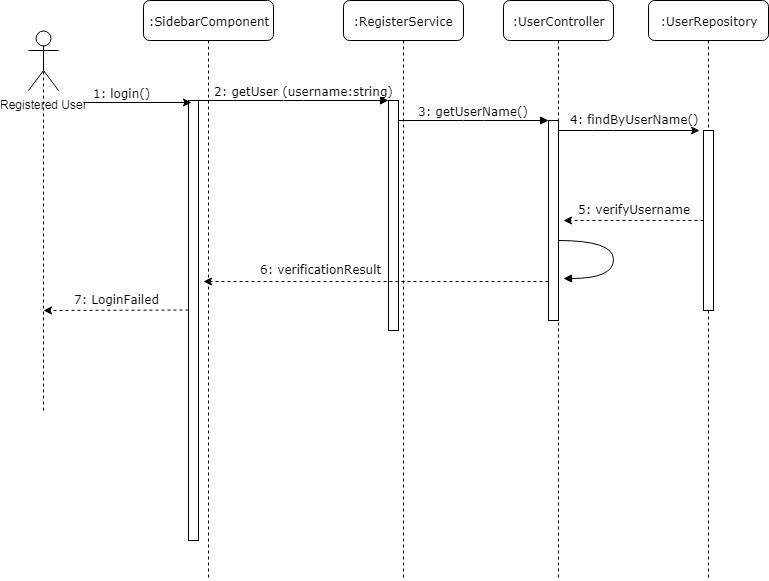 :SidebarComponent
:RegisterService
:UserController
:UserRepository
Registered User
1: login()
2: getUser (username:string)
3: getUserName()
4: findByUserName()
5: verifyUsername
6: verificationResult
7: LoginFailed